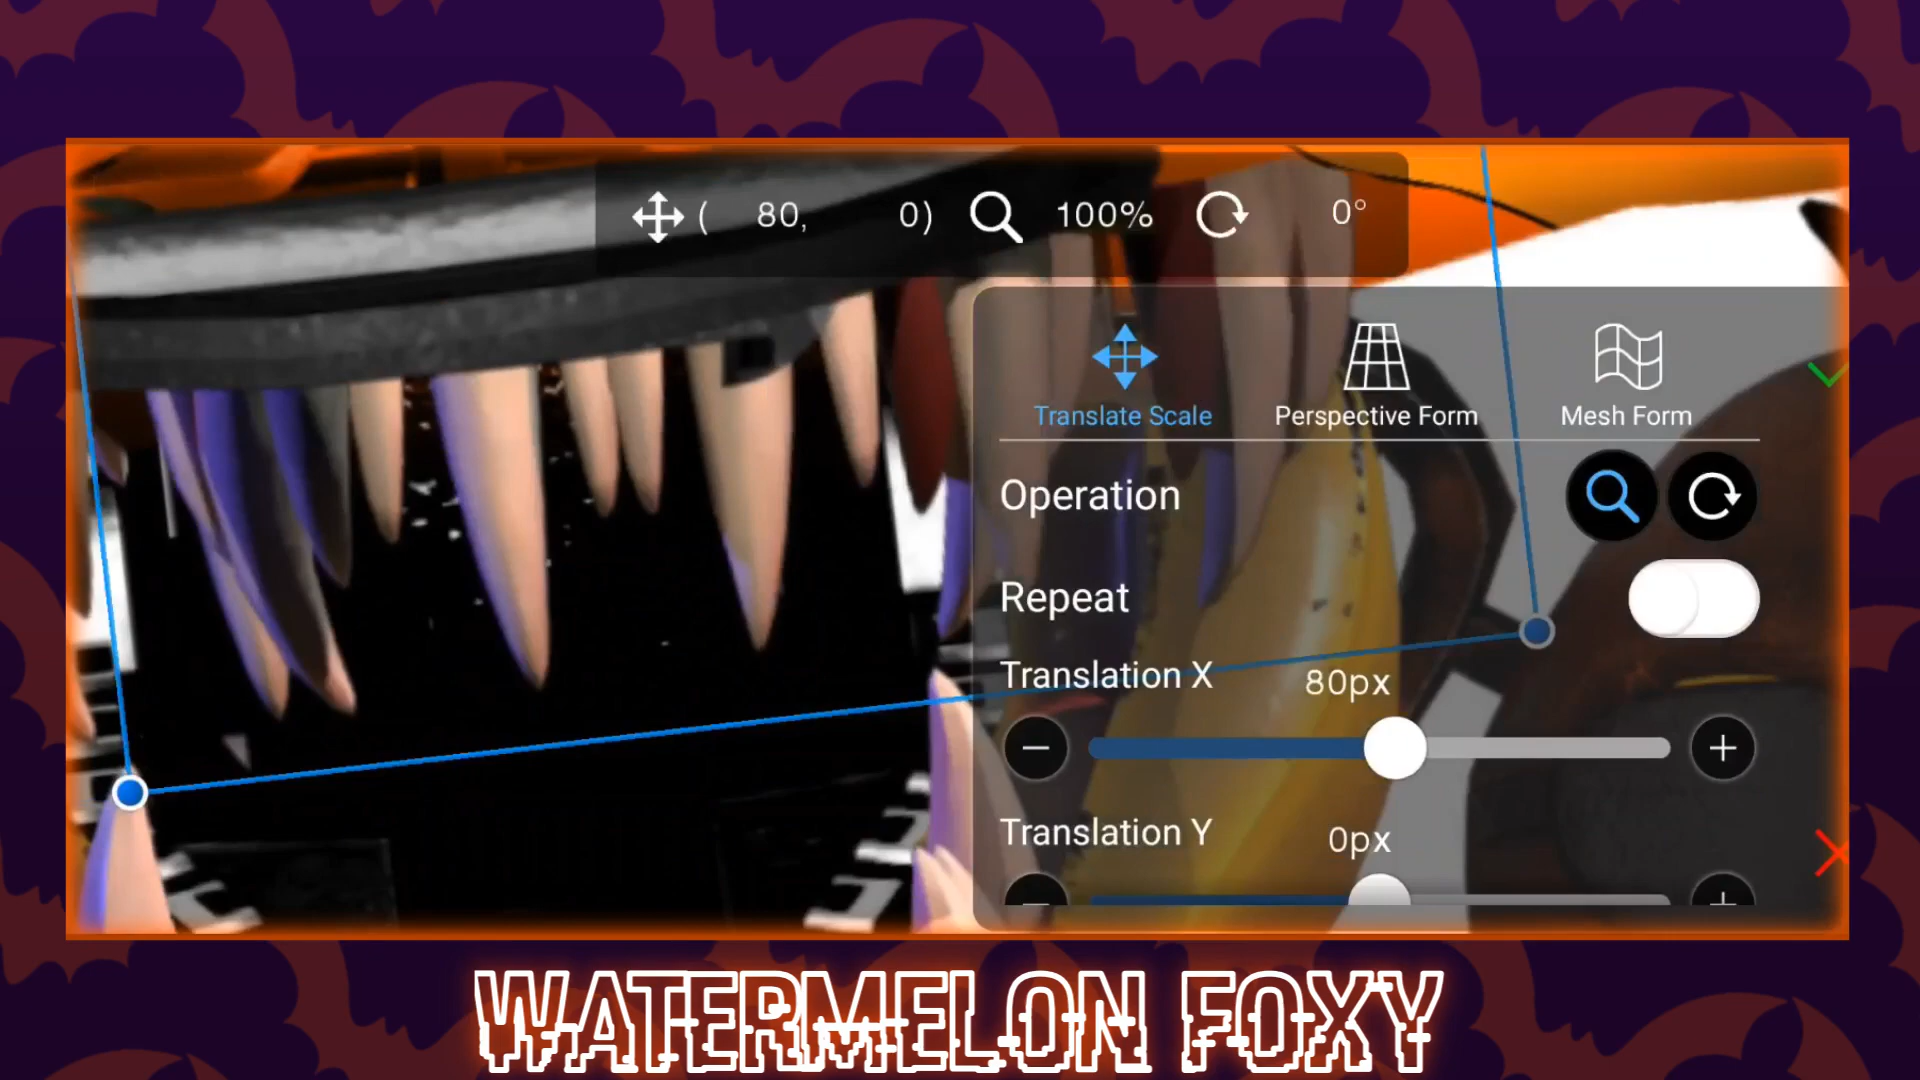 ( 80, 0) 100% 0°
Translate Scale Perspective Form Mesh Form
Operation
Repeat
Translation X 80px
Translation Y 0px
WATERMELON FOXY